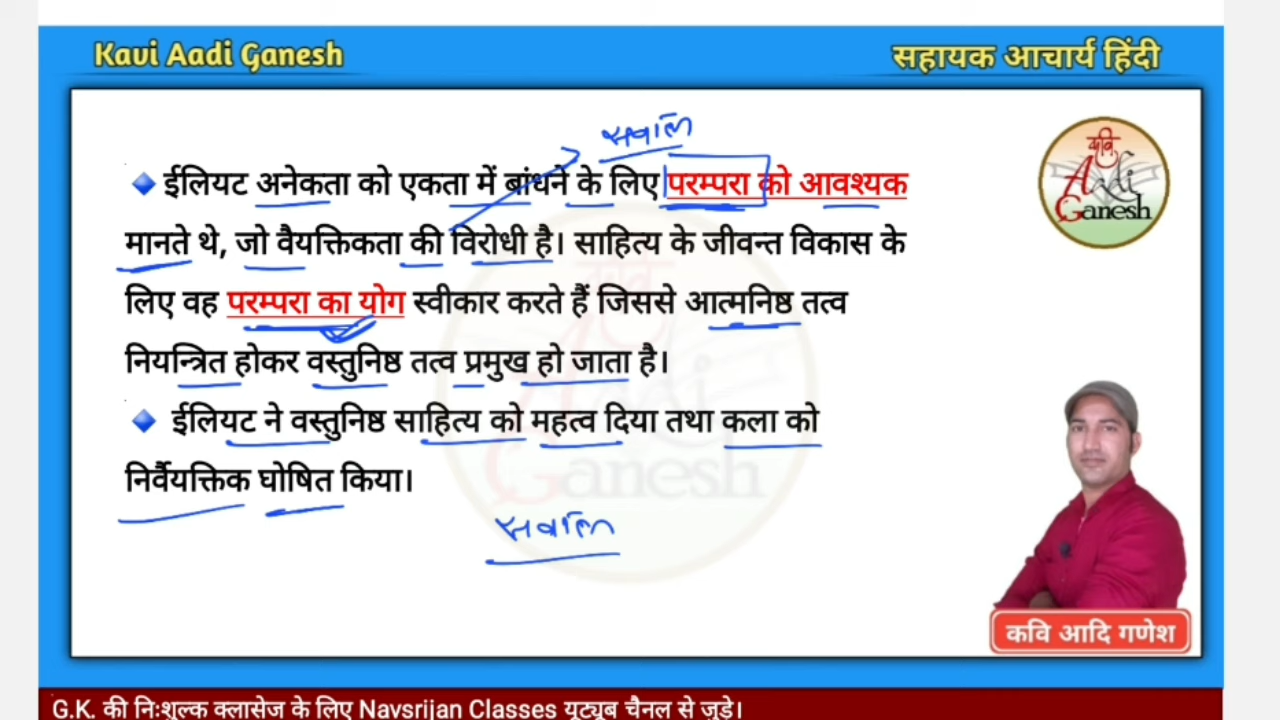 Kavi Aadi Ganesh
सहायक आचार्य हिंदी
सवाल
ईलियट अनेकता को एकता में बांधने के लिए परम्परा को आवश्यक
मानते थे, जो वैयक्तिकता की विरोधी है। साहित्य के जीवन्त विकास के
लिए वह परम्परा का योग स्वीकार करते हैं जिससे आत्मनिष्ठ तत्व
नियन्त्रित होकर वस्तुनिष्ठ तत्व प्रमुख हो जाता है।
ईलियट ने वस्तुनिष्ठ साहित्य को महत्व दिया तथा कला को
निर्वैयक्तिक घोषित किया।
सवाल
कवि
Aadi
Ganesh
कवि आदि गणेश
G.K. की निःशुल्क क्लासेज के लिए Navsrijan Classes यूट्यूब चैनल से जुड़े।